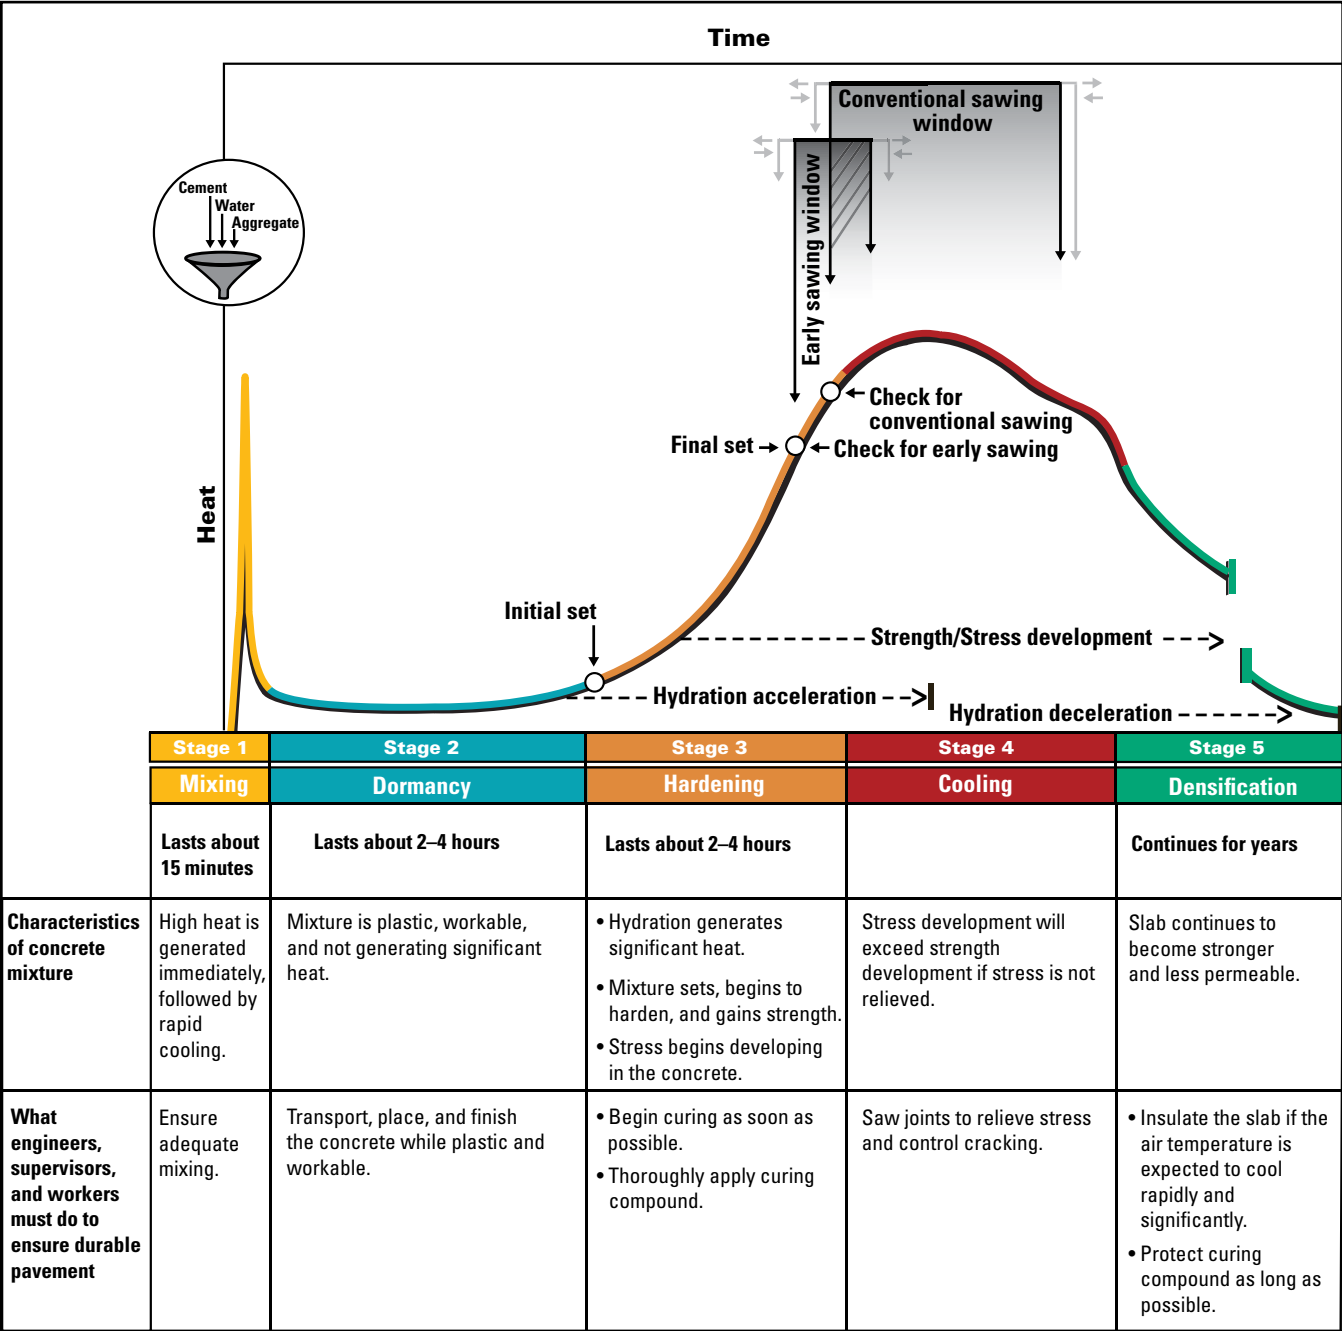 Time
Conventional sawing
window
Early sawing window
Cement
Water
Aggregate
Heat
Check for
conventional sawing
Final set
Check for early sawing
Initial set
Strength/Stress development
Hydration acceleration
Hydration deceleration
Stage 1
Stage 2
Stage 3
Stage 4
Stage 5
Mixing
Dormancy
Hardening
Cooling
Densification
Lasts about
15 minutes
Lasts about 2–4 hours
Lasts about 2–4 hours
Continues for years
Characteristics
of concrete
mixture
High heat is
generated
immediately,
followed by
rapid
cooling.
Mixture is plastic, workable,
and not generating significant
heat.
• Hydration generates
significant heat.
• Mixture sets, begins to
harden, and gains strength.
• Stress begins developing
in the concrete.
Stress development will
exceed strength
development if stress is not
relieved.
Slab continues to
become stronger
and less permeable.
What
engineers,
supervisors,
and workers
must do to
ensure durable
pavement
Ensure
adequate
mixing.
Transport, place, and finish
the concrete while plastic and
workable.
• Begin curing as soon as
possible.
• Thoroughly apply curing
compound.
Saw joints to relieve stress
and control cracking.
• Insulate the slab if the
air temperature is
expected to cool
rapidly and
significantly.
• Protect curing
compound as long as
possible.